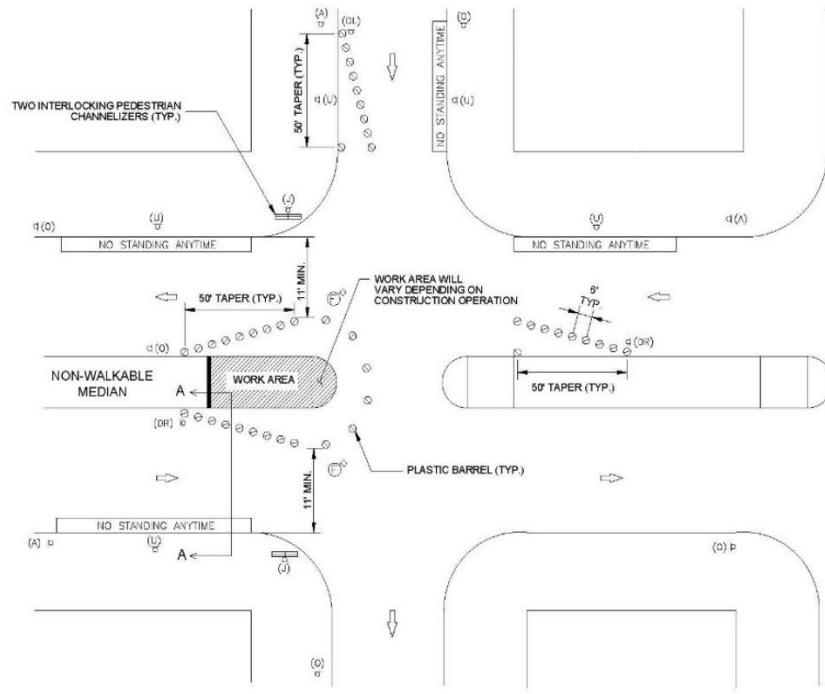 (A)
(DL)
(O)
50' TAPER (TYP.)
(U)
NO STANDING ANYTIME
(U)
TWO INTERLOCKING PEDESTRIAN
CHANNELIZERS (TYP.)
(J)
(O)
(U)
(U)
(A)
NO STANDING ANYTIME
NO STANDING ANYTIME
11' MIN.
50' TAPER (TYP.)
WORK AREA WILL
VARY DEPENDING ON
CONSTRUCTION OPERATION
6'
TYP.
(O)
(DR)
NON-WALKABLE
MEDIAN
A
WORK AREA
50' TAPER (TYP.)
(DR)
PLASTIC BARREL (TYP.)
11' MIN.
NO STANDING ANYTIME
(A)
(U)
A
(J)
(O)
(O)